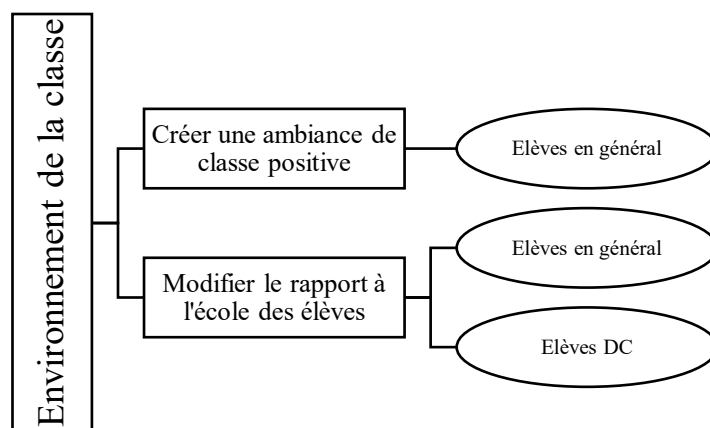 Environnement de la classe
Créer une ambiance de
classe positive
Elèves en général
Modifier le rapport à
l'école des élèves
Elèves en général
Elèves DC